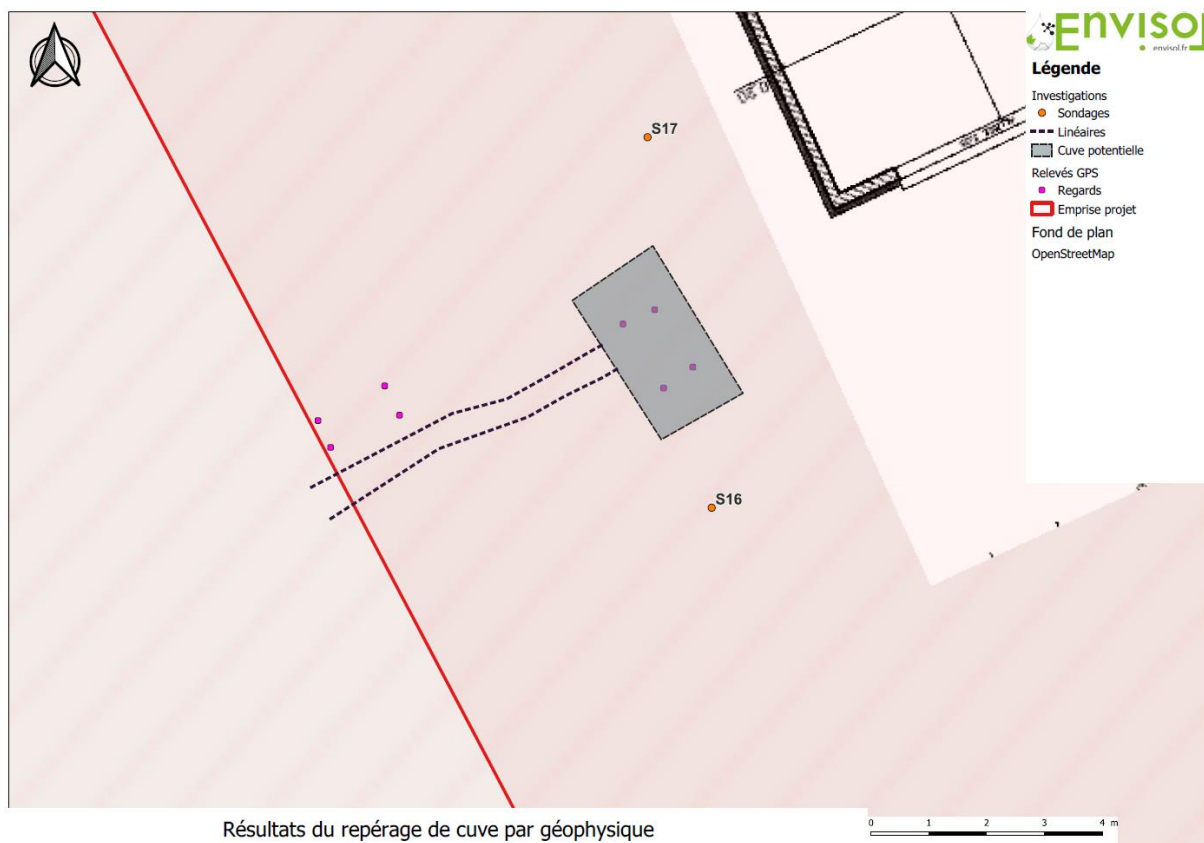 Enviso
envisol.fr
Légende
Investigations
Sondages
Linéaires
Cuve potentielle
Relevés GPS
Regards
Emprise projet
Fond de plan
OpenStreetMap
S17
S16
Résultats du repérage de cuve par géophysique
0 1 2 3 4 m